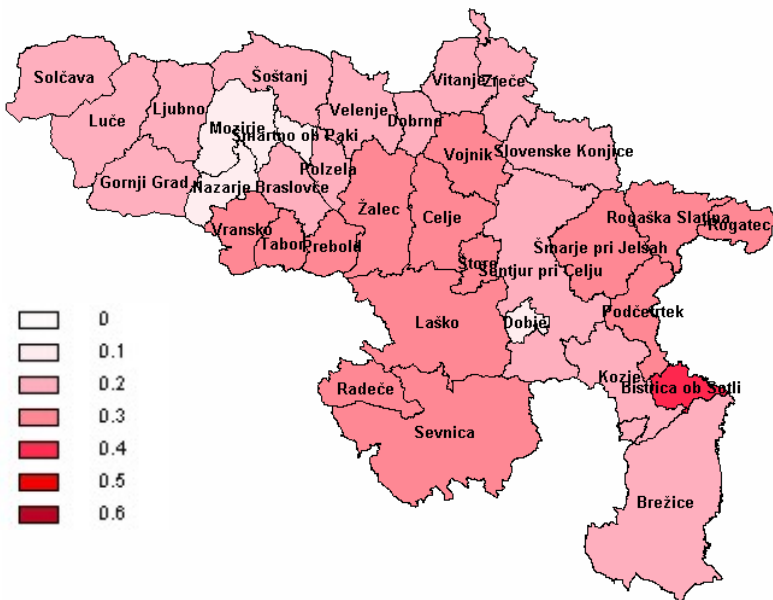 Solčava
Šoštanj
Vitanje
Zreče
Luče
Ljubno
Velenje
Dobrna
Mozirje
Šmartno ob Paki
Vojnik
Slovenske Konjice
Gornji Grad
Nazarje
Braslovče
Polzela
Žalec
Celje
Rogaška Slatina
Rogatec
Vransko
Tabor
Prebold
Štore
Šmarje pri Jelšah
Šentjur pri Celju
Laško
Dobje
Podčetrtek
Kozje
Bistrica ob Sotli
Radeče
Sevnica
Brežice
0
0.1
0.2
0.3
0.4
0.5
0.6